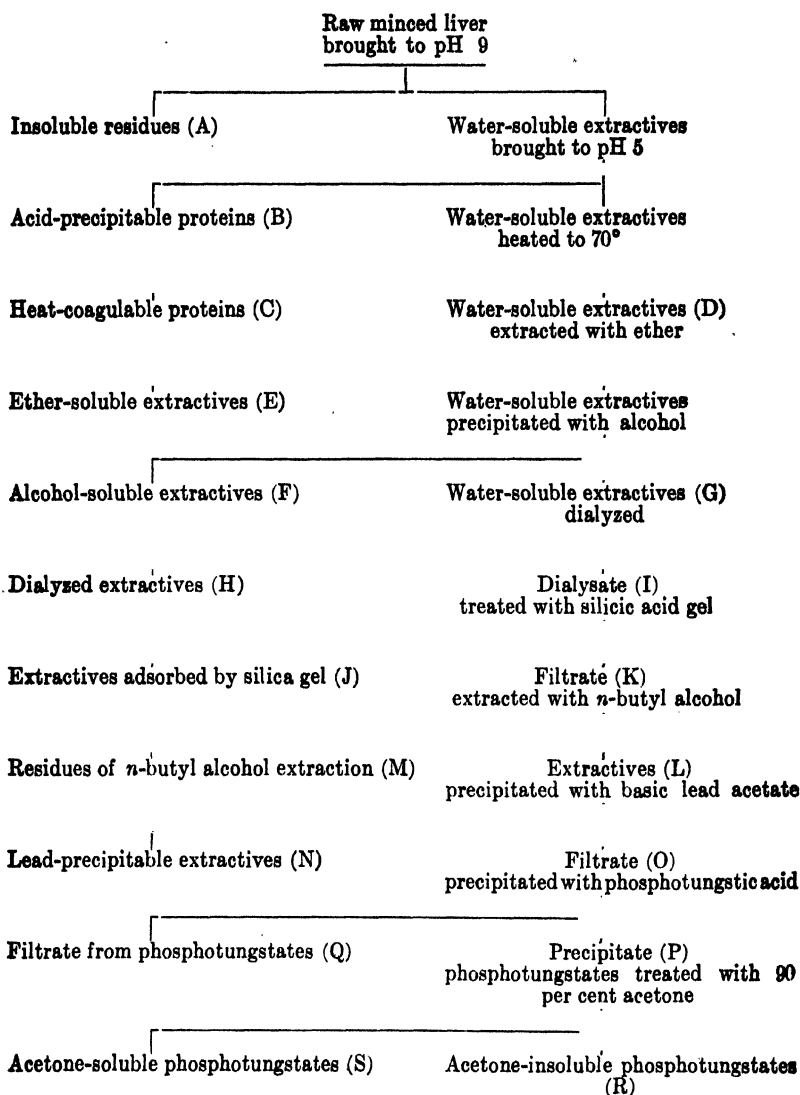 Raw minced liver
brought to pH 9
Insoluble residues (A)
Water-soluble extractives
brought to pH 5
Acid-precipitable proteins (B)
Water-soluble extractives
heated to 70°
Heat-coagulable proteins (C)
Water-soluble extractives (D)
extracted with ether
Ether-soluble extractives (E)
Water-soluble extractives
precipitated with alcohol
Alcohol-soluble extractives (F)
Water-soluble extractives (G)
dialyzed
Dialyzed extractives (H)
Dialysate (I)
treated with silicic acid gel
Extractives adsorbed by silica gel (J)
Filtrate (K)
extracted with n-butyl alcohol
Residues of n-butyl alcohol extraction (M)
Extractives (L)
precipitated with basic lead acetate
Lead-precipitable extractives (N)
Filtrate (O)
precipitated with phosphotungstic acid
Filtrate from phosphotungstates (Q)
Precipitate (P)
phosphotungstates treated with 90
per cent acetone
Acetone-soluble phosphotungstates (S)
Acetone-insoluble phosphotungstates
(R)